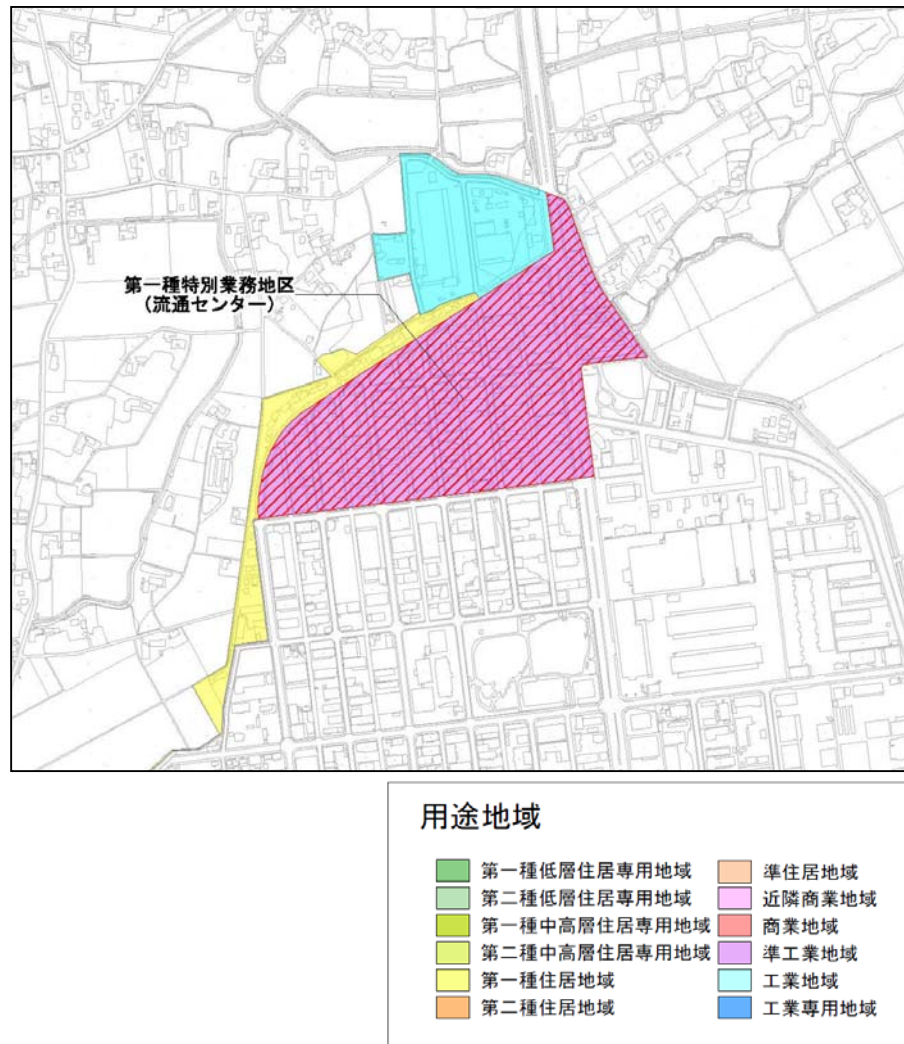 第一種特別業務地区
（流通センター）
用途地域
第一種低層住居専用地域
第二種低層住居専用地域
第一種中高層住居専用地域
第二種中高層住居専用地域
第一種住居地域
第二種住居地域
準住居地域
近隣商業地域
商業地域
準工業地域
工業地域
工業専用地域